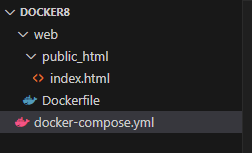 DOCKER8
web
public_html
index.html
Dockerfile
docker-compose.yml